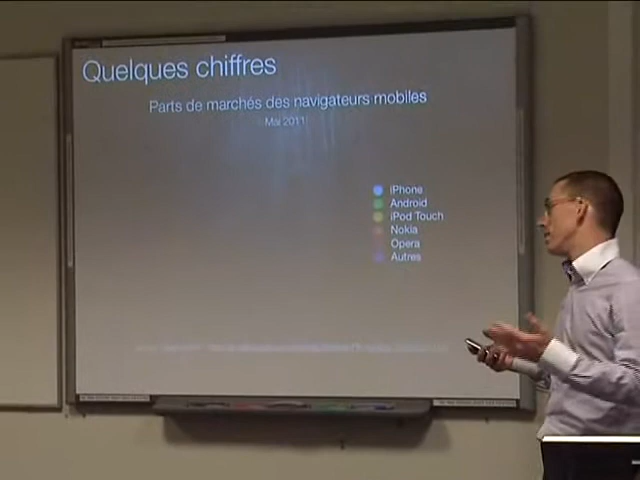 Quelques chiffres
Parts de marchés des navigateurs mobiles
Mai 2011
iPhone
Android
iPod Touch
Nokia
Opera
Autres